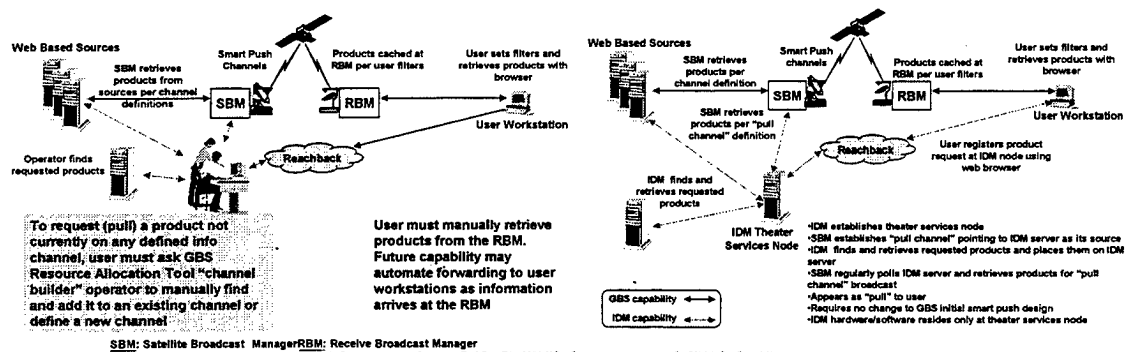 Web Based Sources
SBM retrieves
products from
sources per channel
definitions
Smart Push
Channels
Products cached at
RBM per user filters
User sets filters and
retrieves products with
browser
SBM
RBM
User Workstation
Reachback
Operator finds
requested products
To request (pull) a product not
currently on any defined info
channel, user must ask GBS
Resource Allocation Tool "channel
builder" operator to manually find
and add it to an existing channel or
define a new channel
User must manually retrieve
products from the RBM.
Future capability may
automate forwarding to user
workstations as information
arrives at the RBM
SBM: Satellite Broadcast ManagerRBM: Receive Broadcast Manager
Web Based Sources
SBM retrieves
products per
channel definition
Smart Push
channels
Products cached at
RBM per user filters
User sets filters and
retrieves products with
browser
SBM
RBM
User Workstation
SBM retrieves
products per "pull
channel" definition
Reachback
User registers product
request at IDM node using
web browser
IDM finds and
retrieves requested
products
IDM Theater
Services Node
•IDM establishes theater services node
•SBM establishes "pull channel" pointing to IDM server as its source
•IDM finds and retrieves requested products and places them on IDM
server
•SBM regularly polls IDM server and retrieves products for "pull
channel" broadcast
•Appears as "pull" to user
•Requires no change to GBS initial smart push design
•IDM hardware/software resides only at theater services node
GBS capability
IDM capability